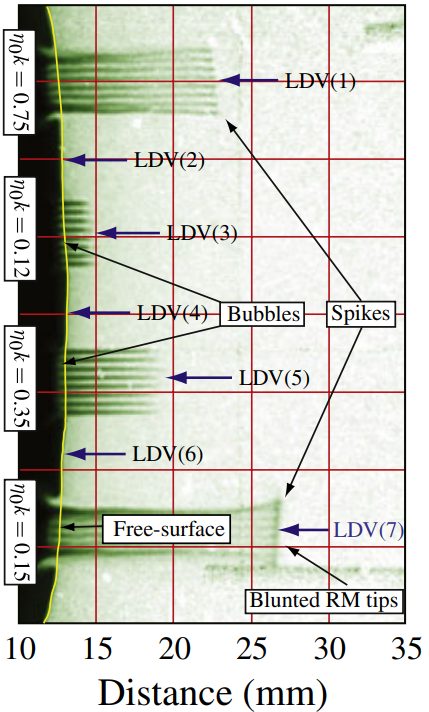 η₀k = 0.75
LDV(1)
LDV(2)
η₀k = 0.12
LDV(3)
LDV(4)
Bubbles
Spikes
η₀k = 0.35
LDV(5)
LDV(6)
η₀k = 0.15
Free-surface
LDV(7)
Blunted RM tips
10 15 20 25 30 35
Distance (mm)